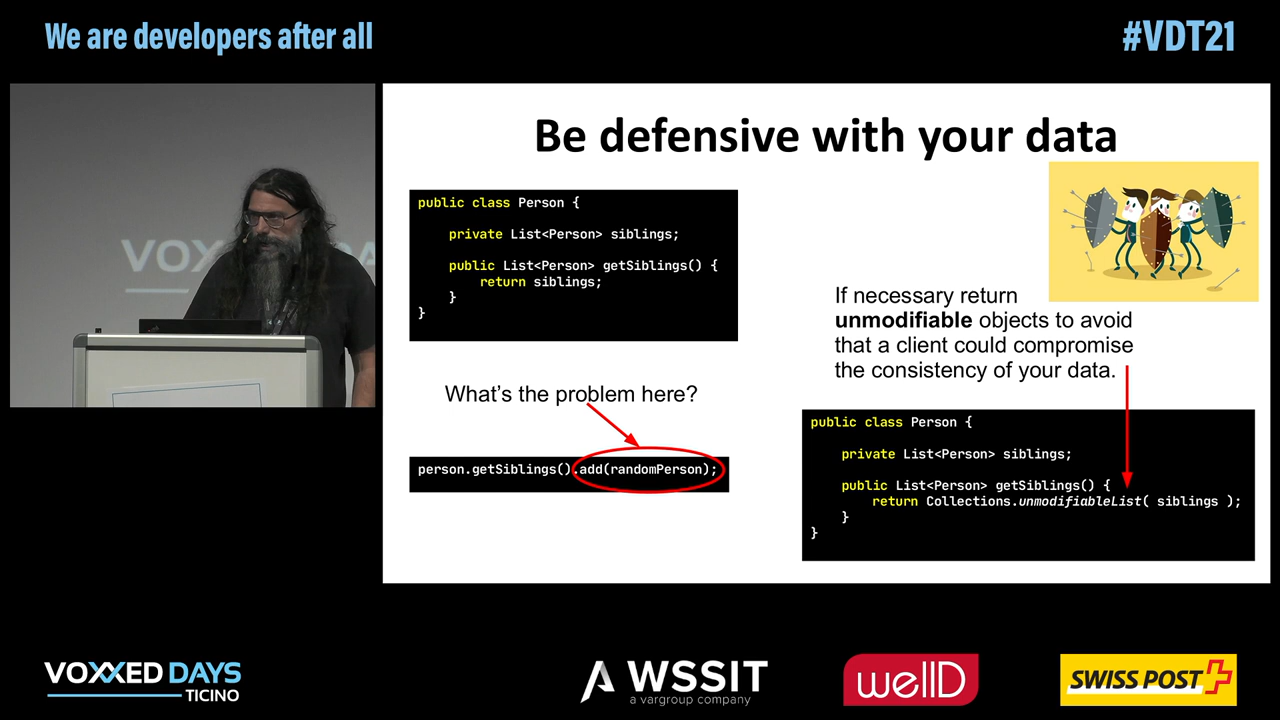 We are developers after all
#VDT21
VOXXED DAYS
Be defensive with your data
public class Person {
private List<Person> siblings;
public List<Person> getSiblings() {
return siblings;
}
}
What's the problem here?
person.getSiblings().add(randomPerson);
If necessary return
unmodifiable objects to avoid
that a client could compromise
the consistency of your data.
public class Person {
private List<Person> siblings;
public List<Person> getSiblings() {
return Collections.unmodifiableList( siblings );
}
}
VOXXED DAYS
TICINO
WSSIT
a vargroup company
wellD
SWISS POST